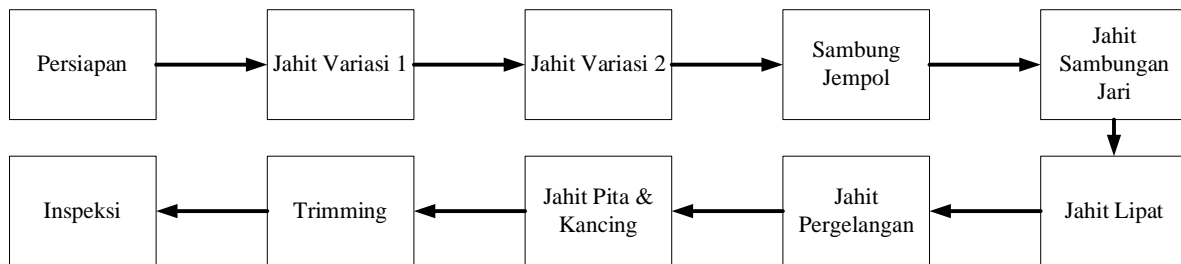 Persiapan
Jahit Variasi 1
Jahit Variasi 2
Sambung
Jempol
Jahit
Sambungan
Jari
Jahit Lipat
Jahit
Pergelangan
Jahit Pita &
Kancing
Trimming
Inspeksi